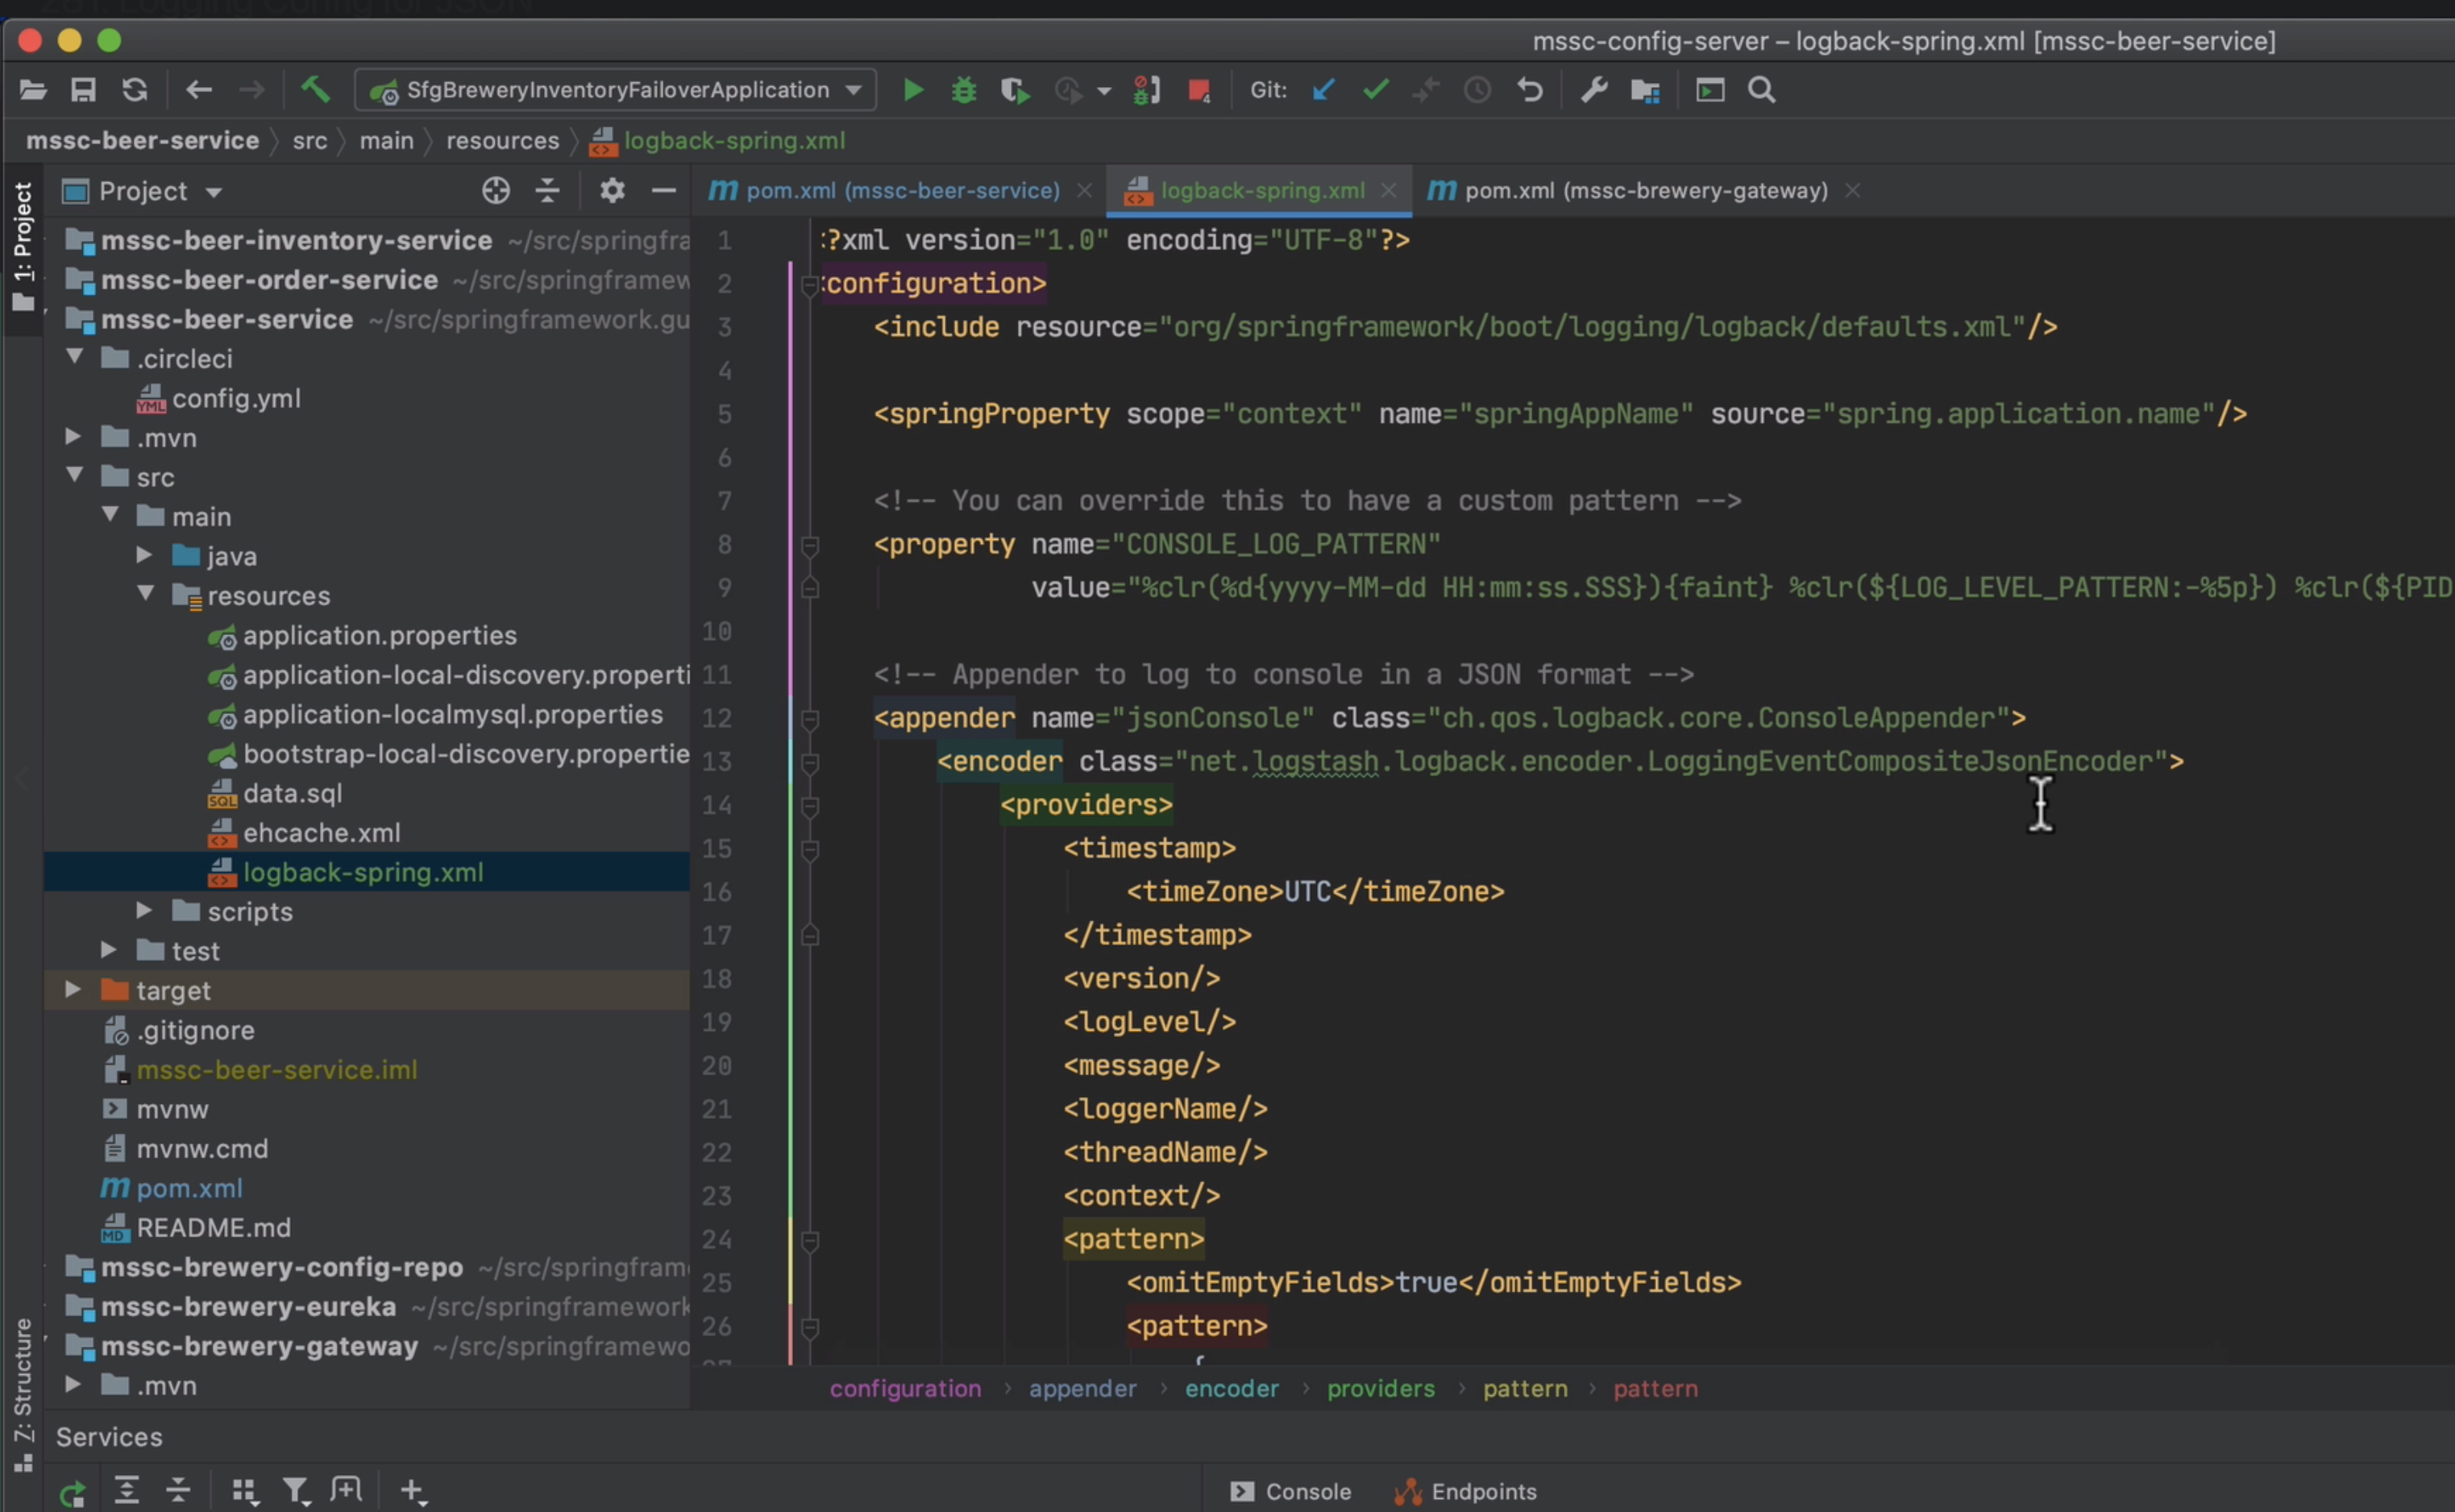 281. Logging Config for JSON
mssc-config-server – logback-spring.xml [mssc-beer-service]
SfgBreweryInventoryFailoverApplication
Git:
mssc-beer-service
src
main
resources
logback-spring.xml
1: Project
Project
pom.xml (mssc-beer-service)
logback-spring.xml
pom.xml (mssc-brewery-gateway)
mssc-beer-inventory-service ~/src/springfra
mssc-beer-order-service ~/src/springframew
mssc-beer-service ~/src/springframework.gu
.circleci
config.yml
.mvn
src
main
java
resources
application.properties
application-local-discovery.properti
application-localmysql.properties
bootstrap-local-discovery.propertie
data.sql
ehcache.xml
logback-spring.xml
scripts
test
target
.gitignore
mssc-beer-service.iml
mvnw
mvnw.cmd
pom.xml
README.md
mssc-brewery-config-repo ~/src/springfram
mssc-brewery-eureka ~/src/springframework
mssc-brewery-gateway ~/src/springframewo
.mvn
1 ?xml version="1.0" encoding="UTF-8"?>
2 configuration>
3 <include resource="org/springframework/boot/logging/logback/defaults.xml"/>
4
5 <springProperty scope="context" name="springAppName" source="spring.application.name"/>
6
7 <!-- You can override this to have a custom pattern -->
8 <property name="CONSOLE_LOG_PATTERN"
9 value="%clr(%d{yyyy-MM-dd HH:mm:ss.SSS}){faint} %clr(${LOG_LEVEL_PATTERN:-%5p}) %clr(${PID
10
11 <!-- Appender to log to console in a JSON format -->
12 <appender name="jsonConsole" class="ch.qos.logback.core.ConsoleAppender">
13 <encoder class="net.logstash.logback.encoder.LoggingEventCompositeJsonEncoder">
14 <providers>
15 <timestamp>
16 <timeZone>UTC</timeZone>
17 </timestamp>
18 <version/>
19 <logLevel/>
20 <message/>
21 <loggerName/>
22 <threadName/>
23 <context/>
24 <pattern>
25 <omitEmptyFields>true</omitEmptyFields>
26 <pattern>
{
configuration › appender › encoder › providers › pattern › pattern
Z: Structure
Services
Console
Endpoints